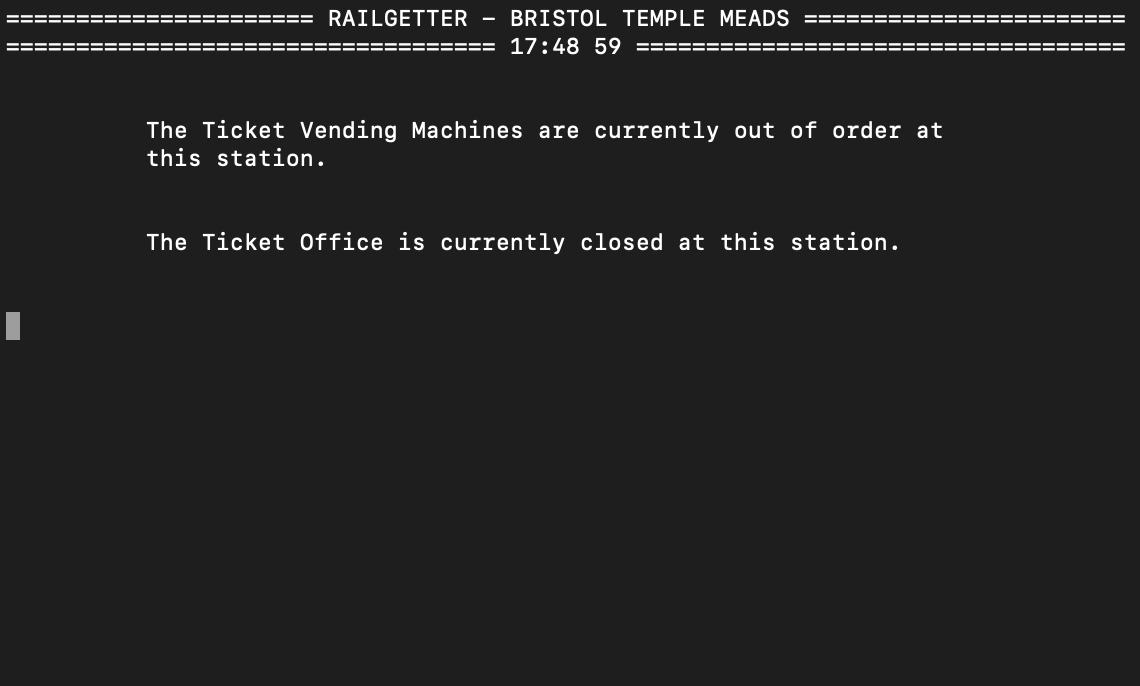 ====================== RAILGETTER – BRISTOL TEMPLE MEADS =======================
=================================== 17:48 59 ===================================
The Ticket Vending Machines are currently out of order at
this station.
The Ticket Office is currently closed at this station.